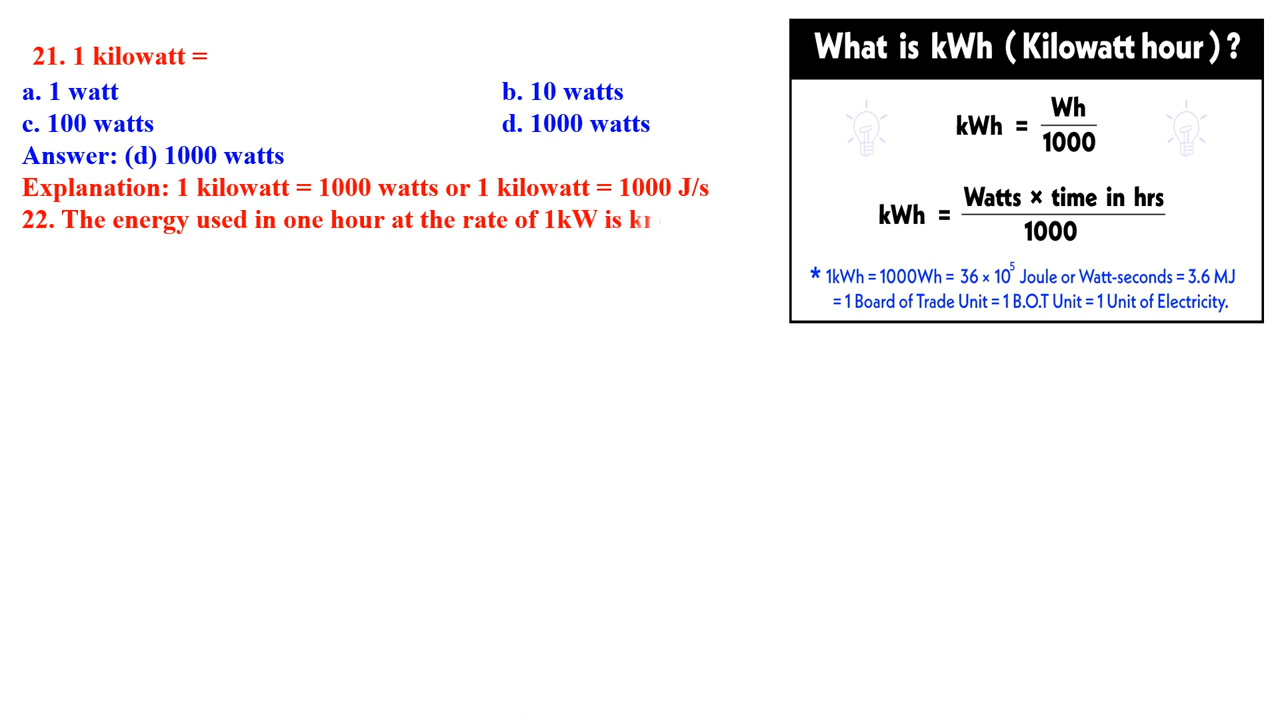 21. 1 kilowatt =
a. 1 watt b. 10 watts
c. 100 watts d. 1000 watts
Answer: (d) 1000 watts
Explanation: 1 kilowatt = 1000 watts or 1 kilowatt = 1000 J/s
22. The energy used in one hour at the rate of 1kW is
What is kWh ( Kilowatt hour ) ?
kWh = Wh / 1000
kWh = Watts × time in hrs / 1000
* 1kWh = 1000Wh = 36 × 10⁵ Joule or Watt-seconds = 3.6 MJ
= 1 Board of Trade Unit = 1 B.O.T Unit = 1 Unit of Electricity.